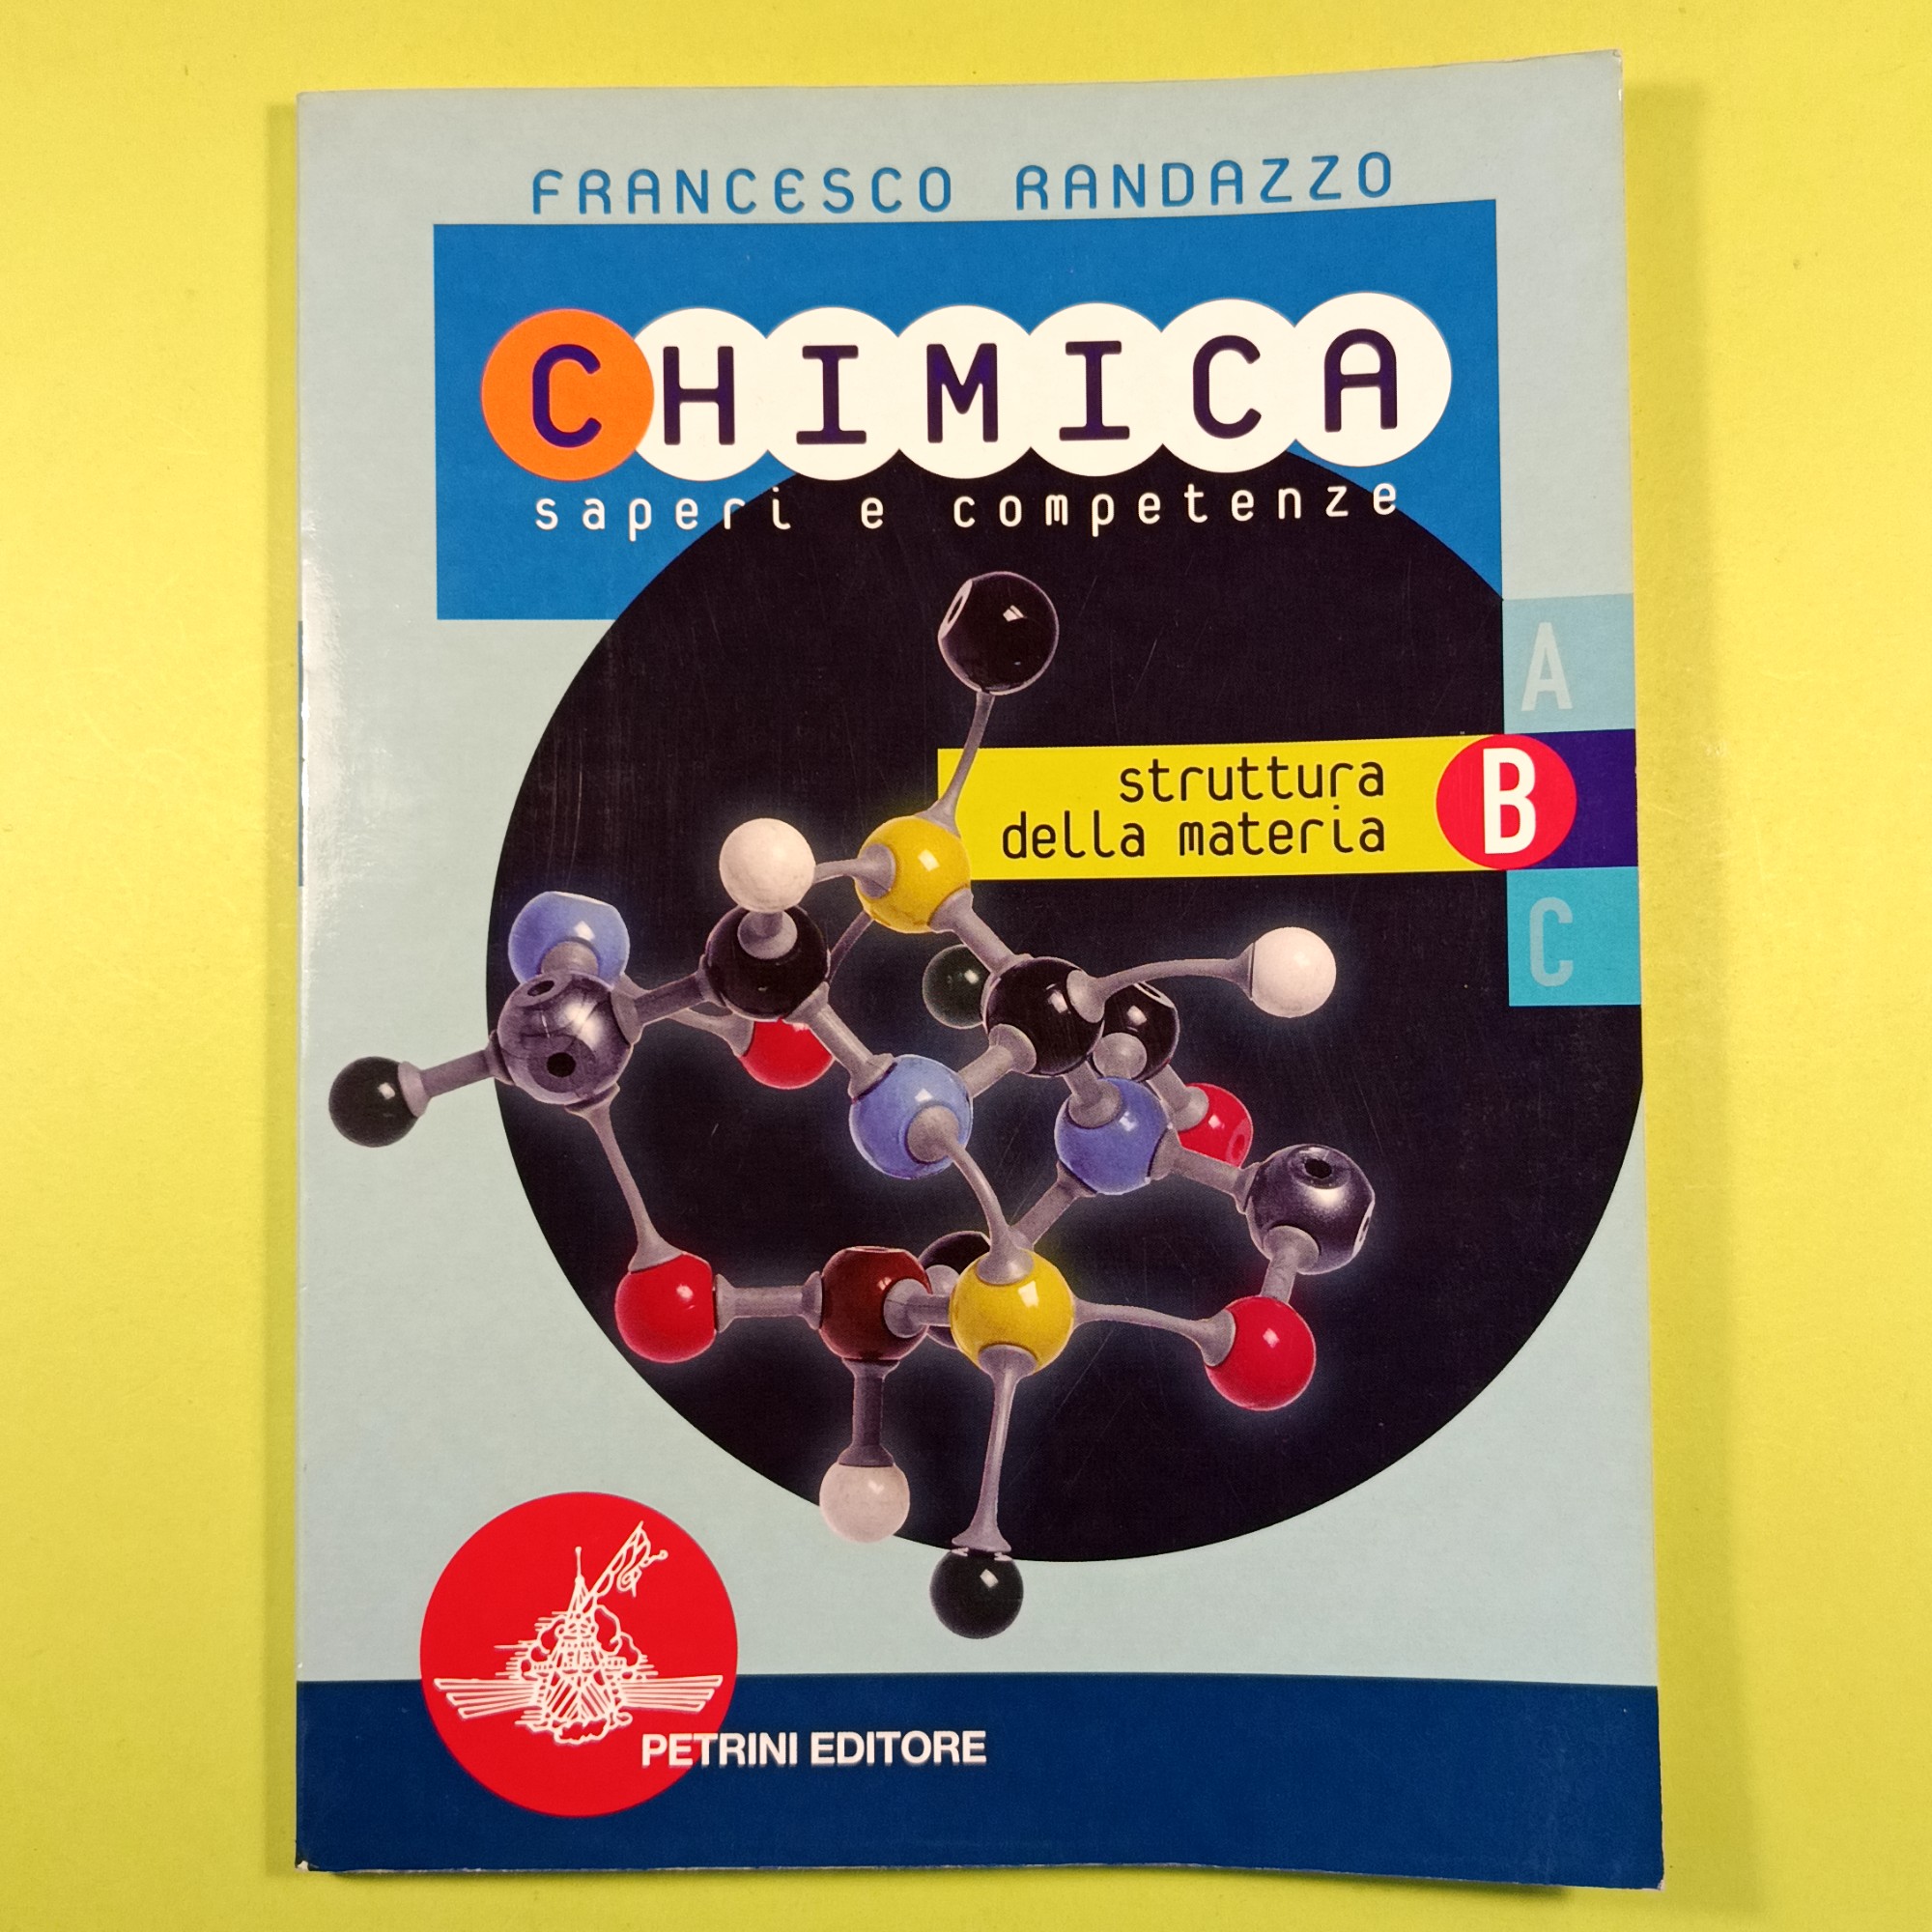 FRANCESCO RANDAZZO
CHIMICA
saperi e competenze
A
struttura
della materia
B
C
PETRINI EDITORE